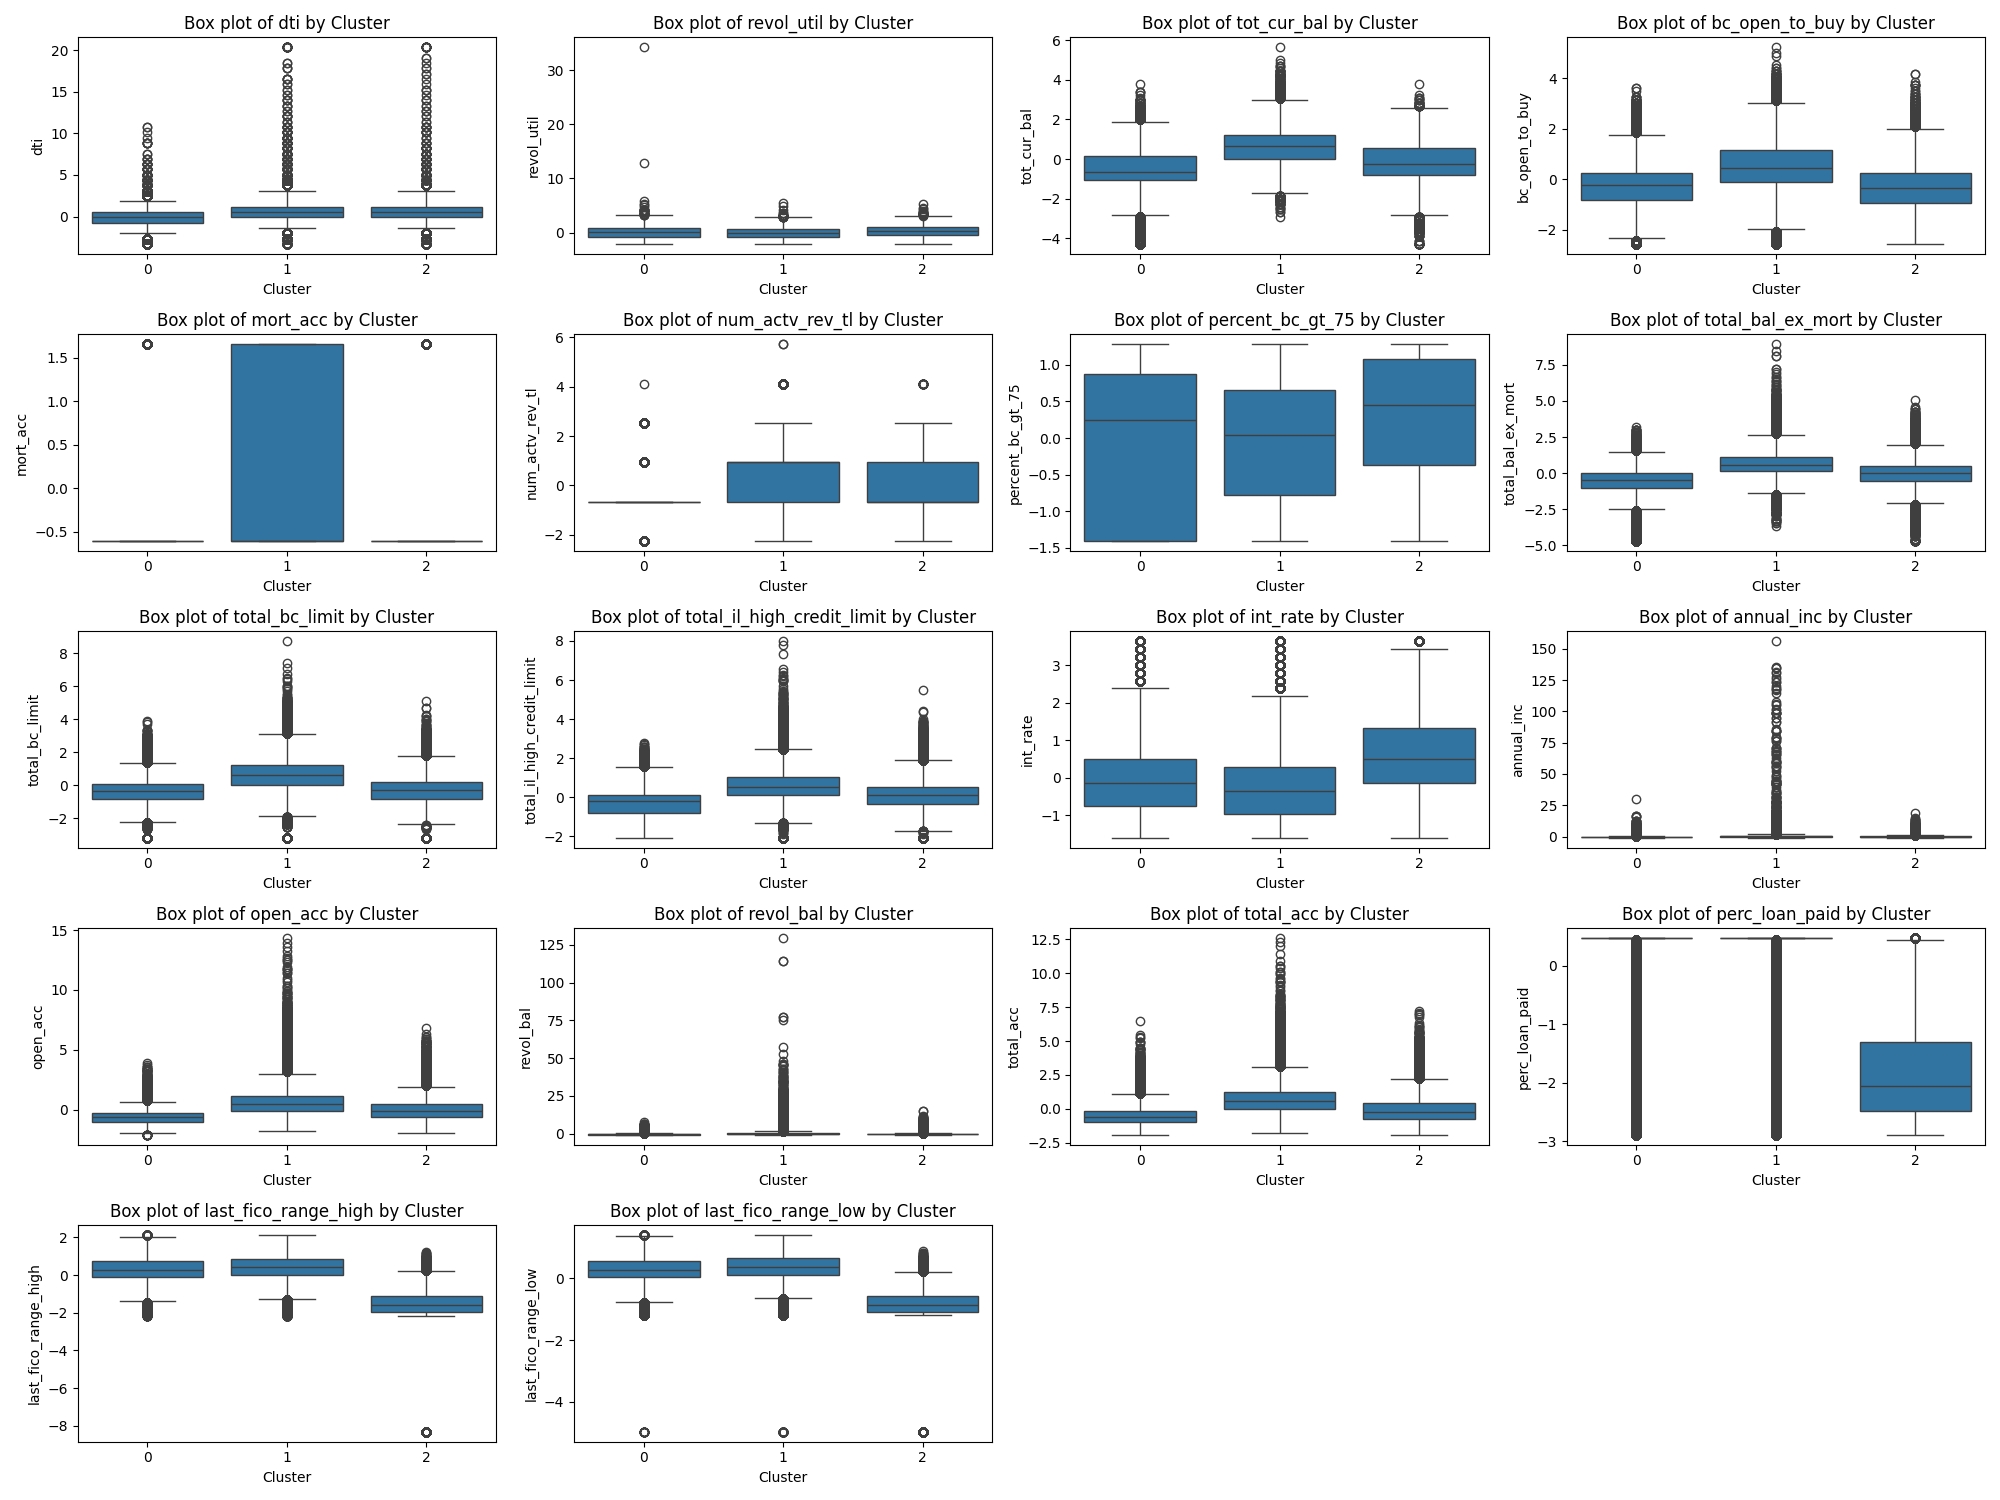 Box plot of dti by Cluster
20
15
10
5
0
dti
0 1 2
Cluster
Box plot of revol_util by Cluster
30
20
10
0
revol_util
0 1 2
Cluster
Box plot of tot_cur_bal by Cluster
6
4
2
0
−2
−4
tot_cur_bal
0 1 2
Cluster
Box plot of bc_open_to_buy by Cluster
4
2
0
−2
bc_open_to_buy
0 1 2
Cluster
Box plot of mort_acc by Cluster
1.5
1.0
0.5
0.0
−0.5
mort_acc
0 1 2
Cluster
Box plot of num_actv_rev_tl by Cluster
6
4
2
0
−2
num_actv_rev_tl
0 1 2
Cluster
Box plot of percent_bc_gt_75 by Cluster
1.0
0.5
0.0
−0.5
−1.0
−1.5
percent_bc_gt_75
0 1 2
Cluster
Box plot of total_bal_ex_mort by Cluster
7.5
5.0
2.5
0.0
−2.5
−5.0
total_bal_ex_mort
0 1 2
Cluster
Box plot of total_bc_limit by Cluster
8
6
4
2
0
−2
total_bc_limit
0 1 2
Cluster
Box plot of total_il_high_credit_limit by Cluster
8
6
4
2
0
−2
total_il_high_credit_limit
0 1 2
Cluster
Box plot of int_rate by Cluster
3
2
1
0
−1
int_rate
0 1 2
Cluster
Box plot of annual_inc by Cluster
150
125
100
75
50
25
0
annual_inc
0 1 2
Cluster
Box plot of open_acc by Cluster
15
10
5
0
open_acc
0 1 2
Cluster
Box plot of revol_bal by Cluster
125
100
75
50
25
0
revol_bal
0 1 2
Cluster
Box plot of total_acc by Cluster
12.5
10.0
7.5
5.0
2.5
0.0
−2.5
total_acc
0 1 2
Cluster
Box plot of perc_loan_paid by Cluster
0
−1
−2
−3
perc_loan_paid
0 1 2
Cluster
Box plot of last_fico_range_high by Cluster
2
0
−2
−4
−6
−8
last_fico_range_high
0 1 2
Cluster
Box plot of last_fico_range_low by Cluster
0
−2
−4
last_fico_range_low
0 1 2
Cluster